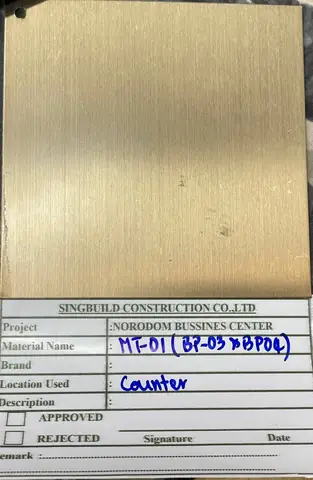 SINGBUILD CONSTRUCTION CO.,LTD
Project : NORODOM BUSSINES CENTER
Material Name : MT-01 (BP-03 & BP04)
Brand :
Location Used : Counter
Description :
APPROVED
REJECTED Signature Date
emark :